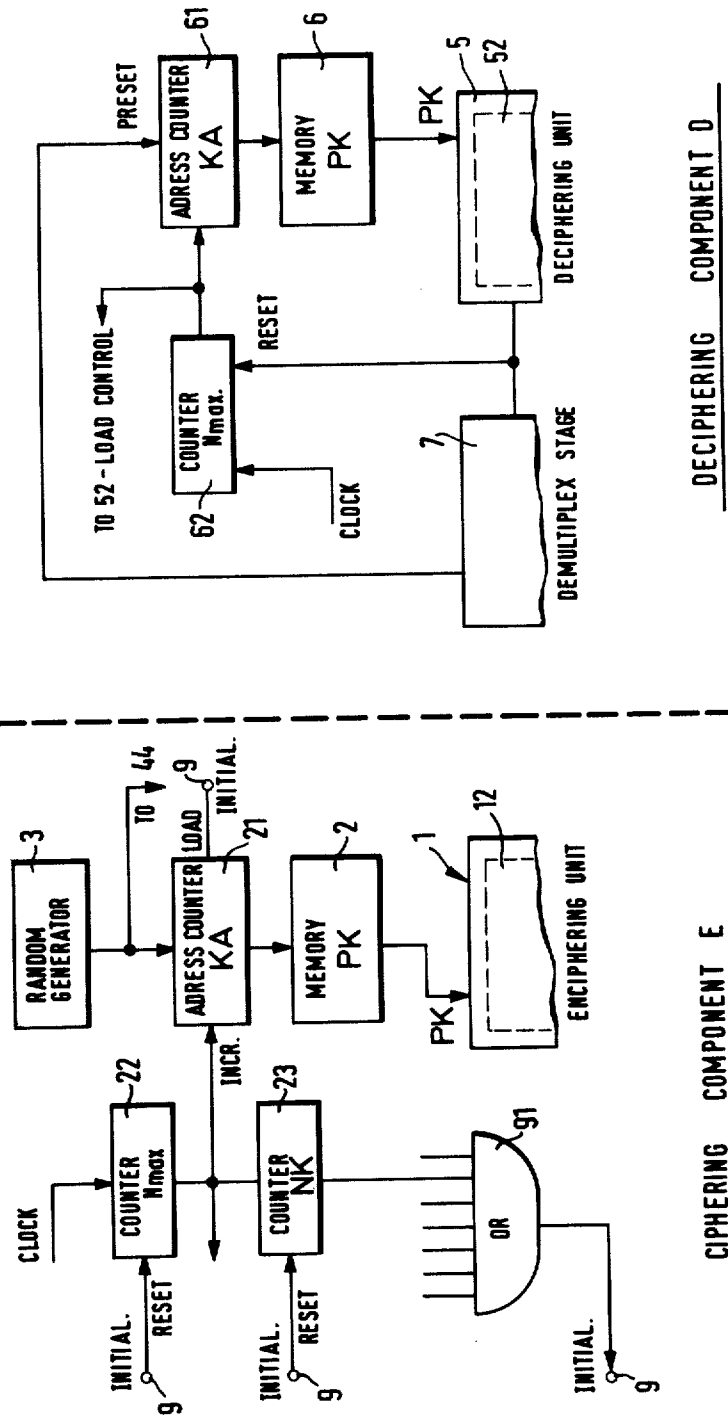 CLOCK
22
COUNTER
Nmax
INITIAL.
RESET
9
INCR.
23
COUNTER
NK
INITIAL.
RESET
9
91
OR
INITIAL.
9
3
RANDOM
GENERATOR
TO 44
ADRESS COUNTER
KA
LOAD
9
INITIAL.
21
2
MEMORY
PK
PK
1
12
ENCIPHERING UNIT
CIPHERING COMPONENT E
PRESET
61
ADRESS COUNTER
KA
TO 52-LOAD CONTROL
COUNTER
Nmax.
62
RESET
CLOCK
6
MEMORY
PK
PK
5
52
DECIPHERING UNIT
7
DEMULTIPLEX STAGE
DECIPHERING COMPONENT D